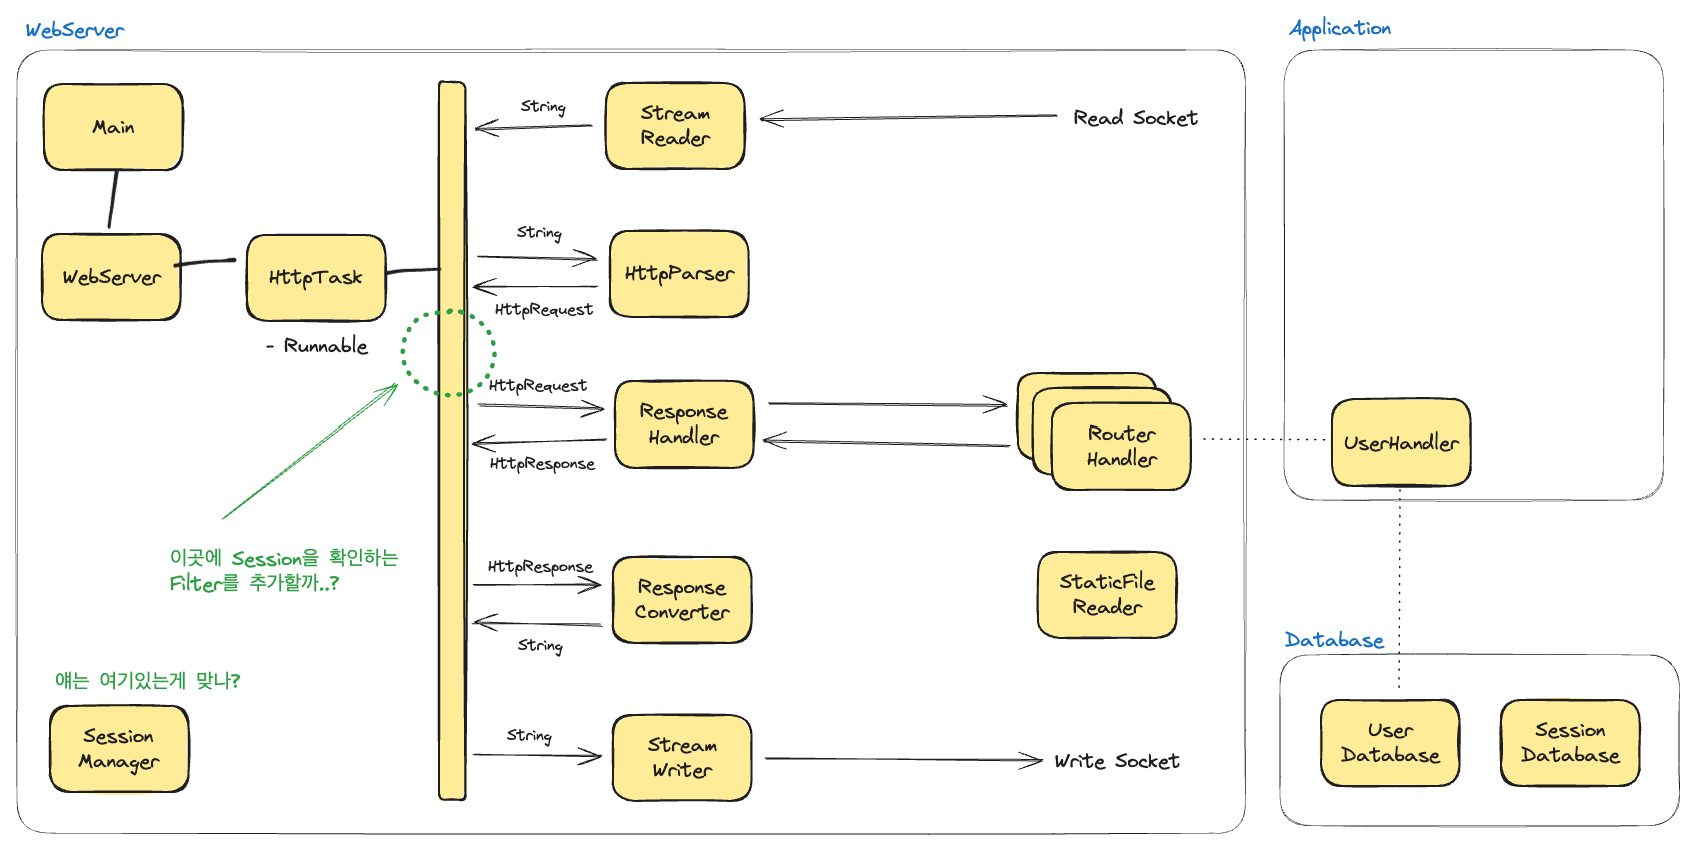 WebServer
Application
Main
String
Stream
Reader
Read Socket
WebServer
HttpTask
- Runnable
String
HttpParser
HttpRequest
HttpRequest
Response
Handler
HttpResponse
Router
Handler
UserHandler
이곳에 Session을 확인하는
Filter를 추가할까..?
HttpResponse
Response
Converter
String
StaticFile
Reader
Database
얘는 여기있는게 맞나?
Session
Manager
String
Stream
Writer
Write Socket
User
Database
Session
Database